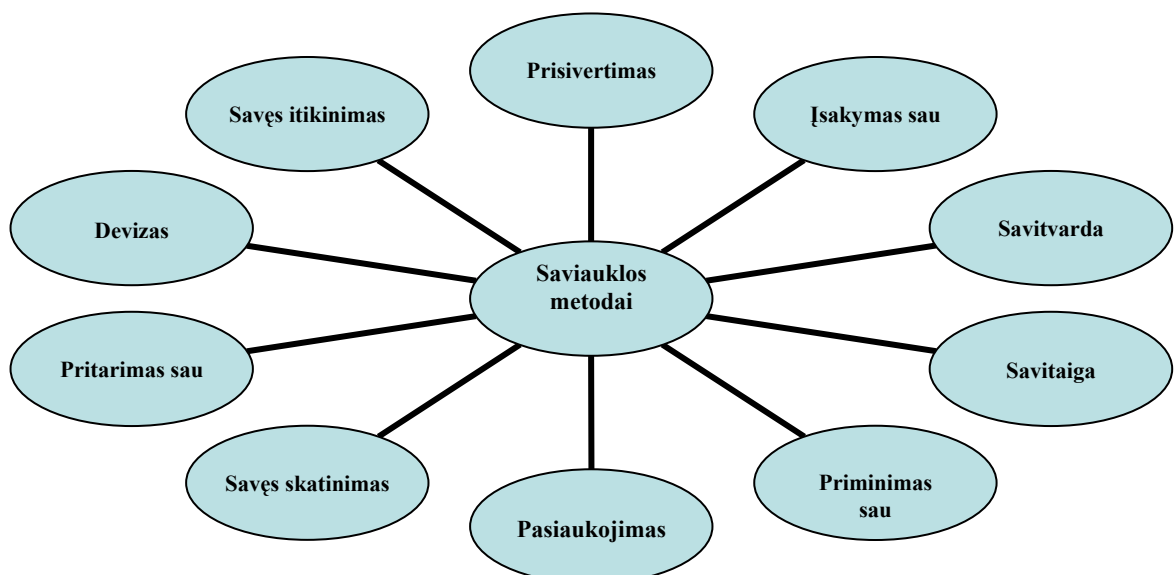 Prisivertimas
Savęs itikinimas
Įsakymas sau
Devizas
Savitvarda
Saviauklos
metodai
Pritarimas sau
Savitaiga
Savęs skatinimas
Priminimas
sau
Pasiaukojimas